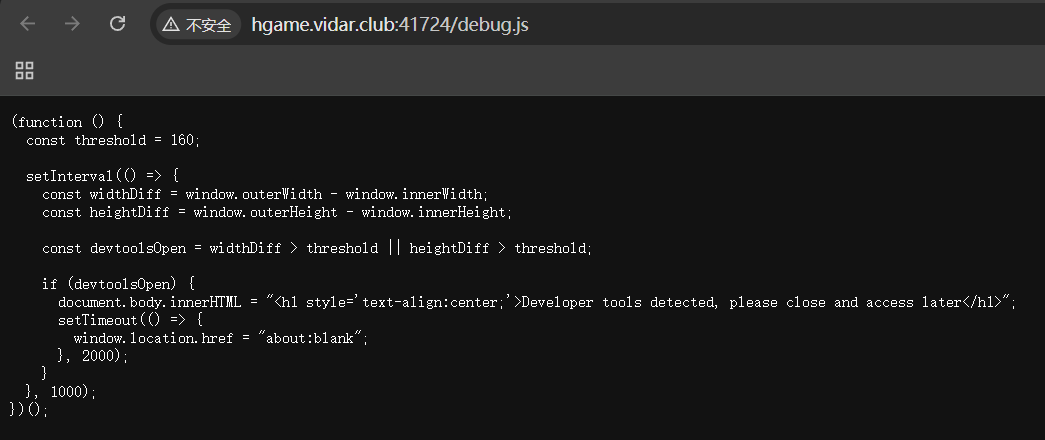 不安全 hgame.vidar.club:41724/debug.js
(function () {
  const threshold = 160;
  setInterval(() => {
    const widthDiff = window.outerWidth - window.innerWidth;
    const heightDiff = window.outerHeight - window.innerHeight;
    const devtoolsOpen = widthDiff > threshold || heightDiff > threshold;
    if (devtoolsOpen) {
      document.body.innerHTML = "<h1 style='text-align:center;'>Developer tools detected, please close and access later</h1>";
      setTimeout(() => {
        window.location.href = "about:blank";
      }, 2000);
    }
  }, 1000);
})();